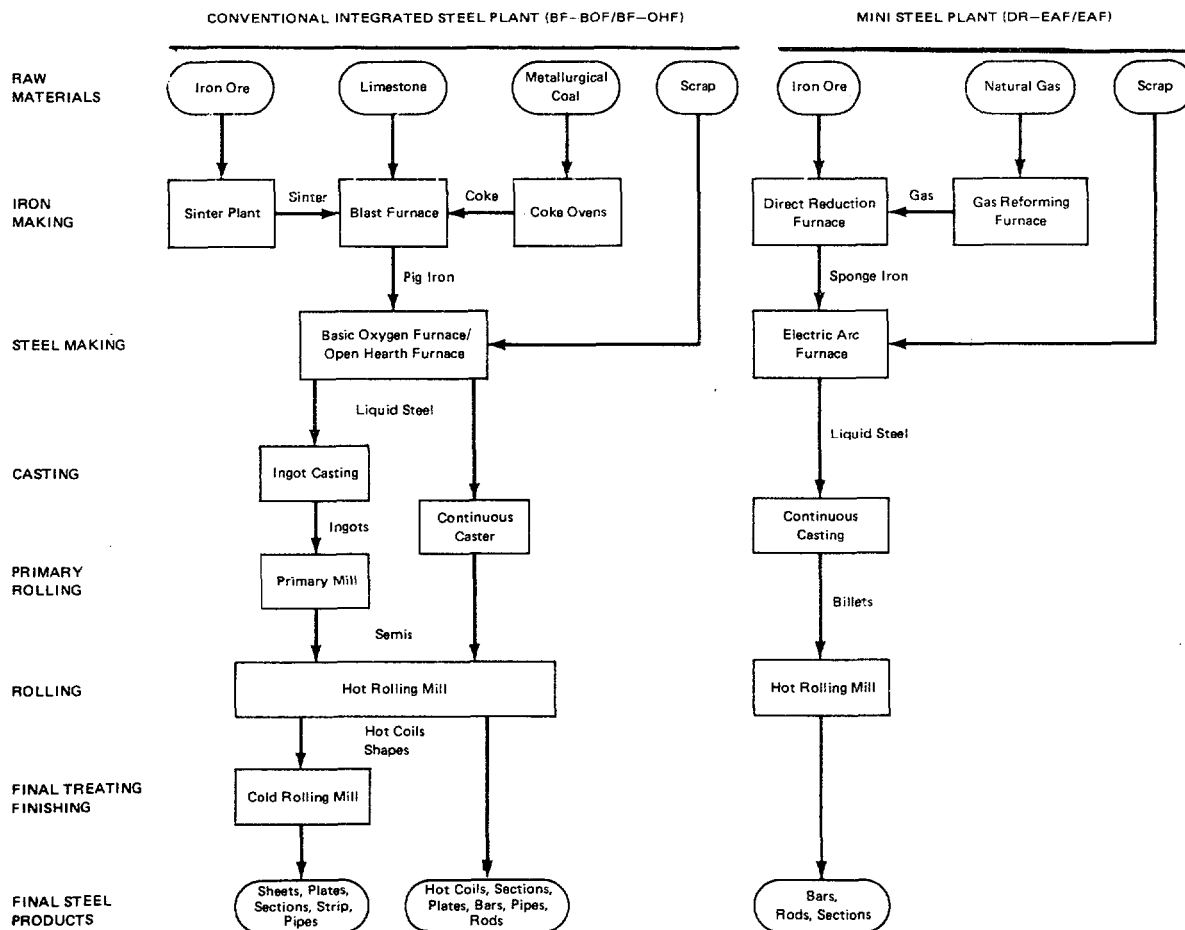 CONVENTIONAL INTEGRATED STEEL PLANT (BF-BOF/BF-OHF)
MINI STEEL PLANT (DR-EAF/EAF)
RAW
MATERIALS
Iron Ore
Limestone
Metallurgical
Coal
Scrap
Iron Ore
Natural Gas
Scrap
IRON
MAKING
Sinter Plant
Sinter
Blast Furnace
Coke
Coke Ovens
Direct Reduction
Furnace
Gas
Gas Reforming
Furnace
Pig Iron
Sponge Iron
STEEL MAKING
Basic Oxygen Furnace/
Open Hearth Furnace
Electric Arc
Furnace
Liquid Steel
Liquid Steel
CASTING
Ingot Casting
Ingots
Continuous
Caster
Continuous
Casting
PRIMARY
ROLLING
Primary Mill
Billets
Semis
ROLLING
Hot Rolling Mill
Hot Rolling Mill
Hot Coils
Shapes
FINAL TREATING
FINISHING
Cold Rolling Mill
FINAL STEEL
PRODUCTS
Sheets, Plates,
Sections, Strip,
Pipes
Hot Coils, Sections,
Plates, Bars, Pipes,
Rods
Bars,
Rods, Sections